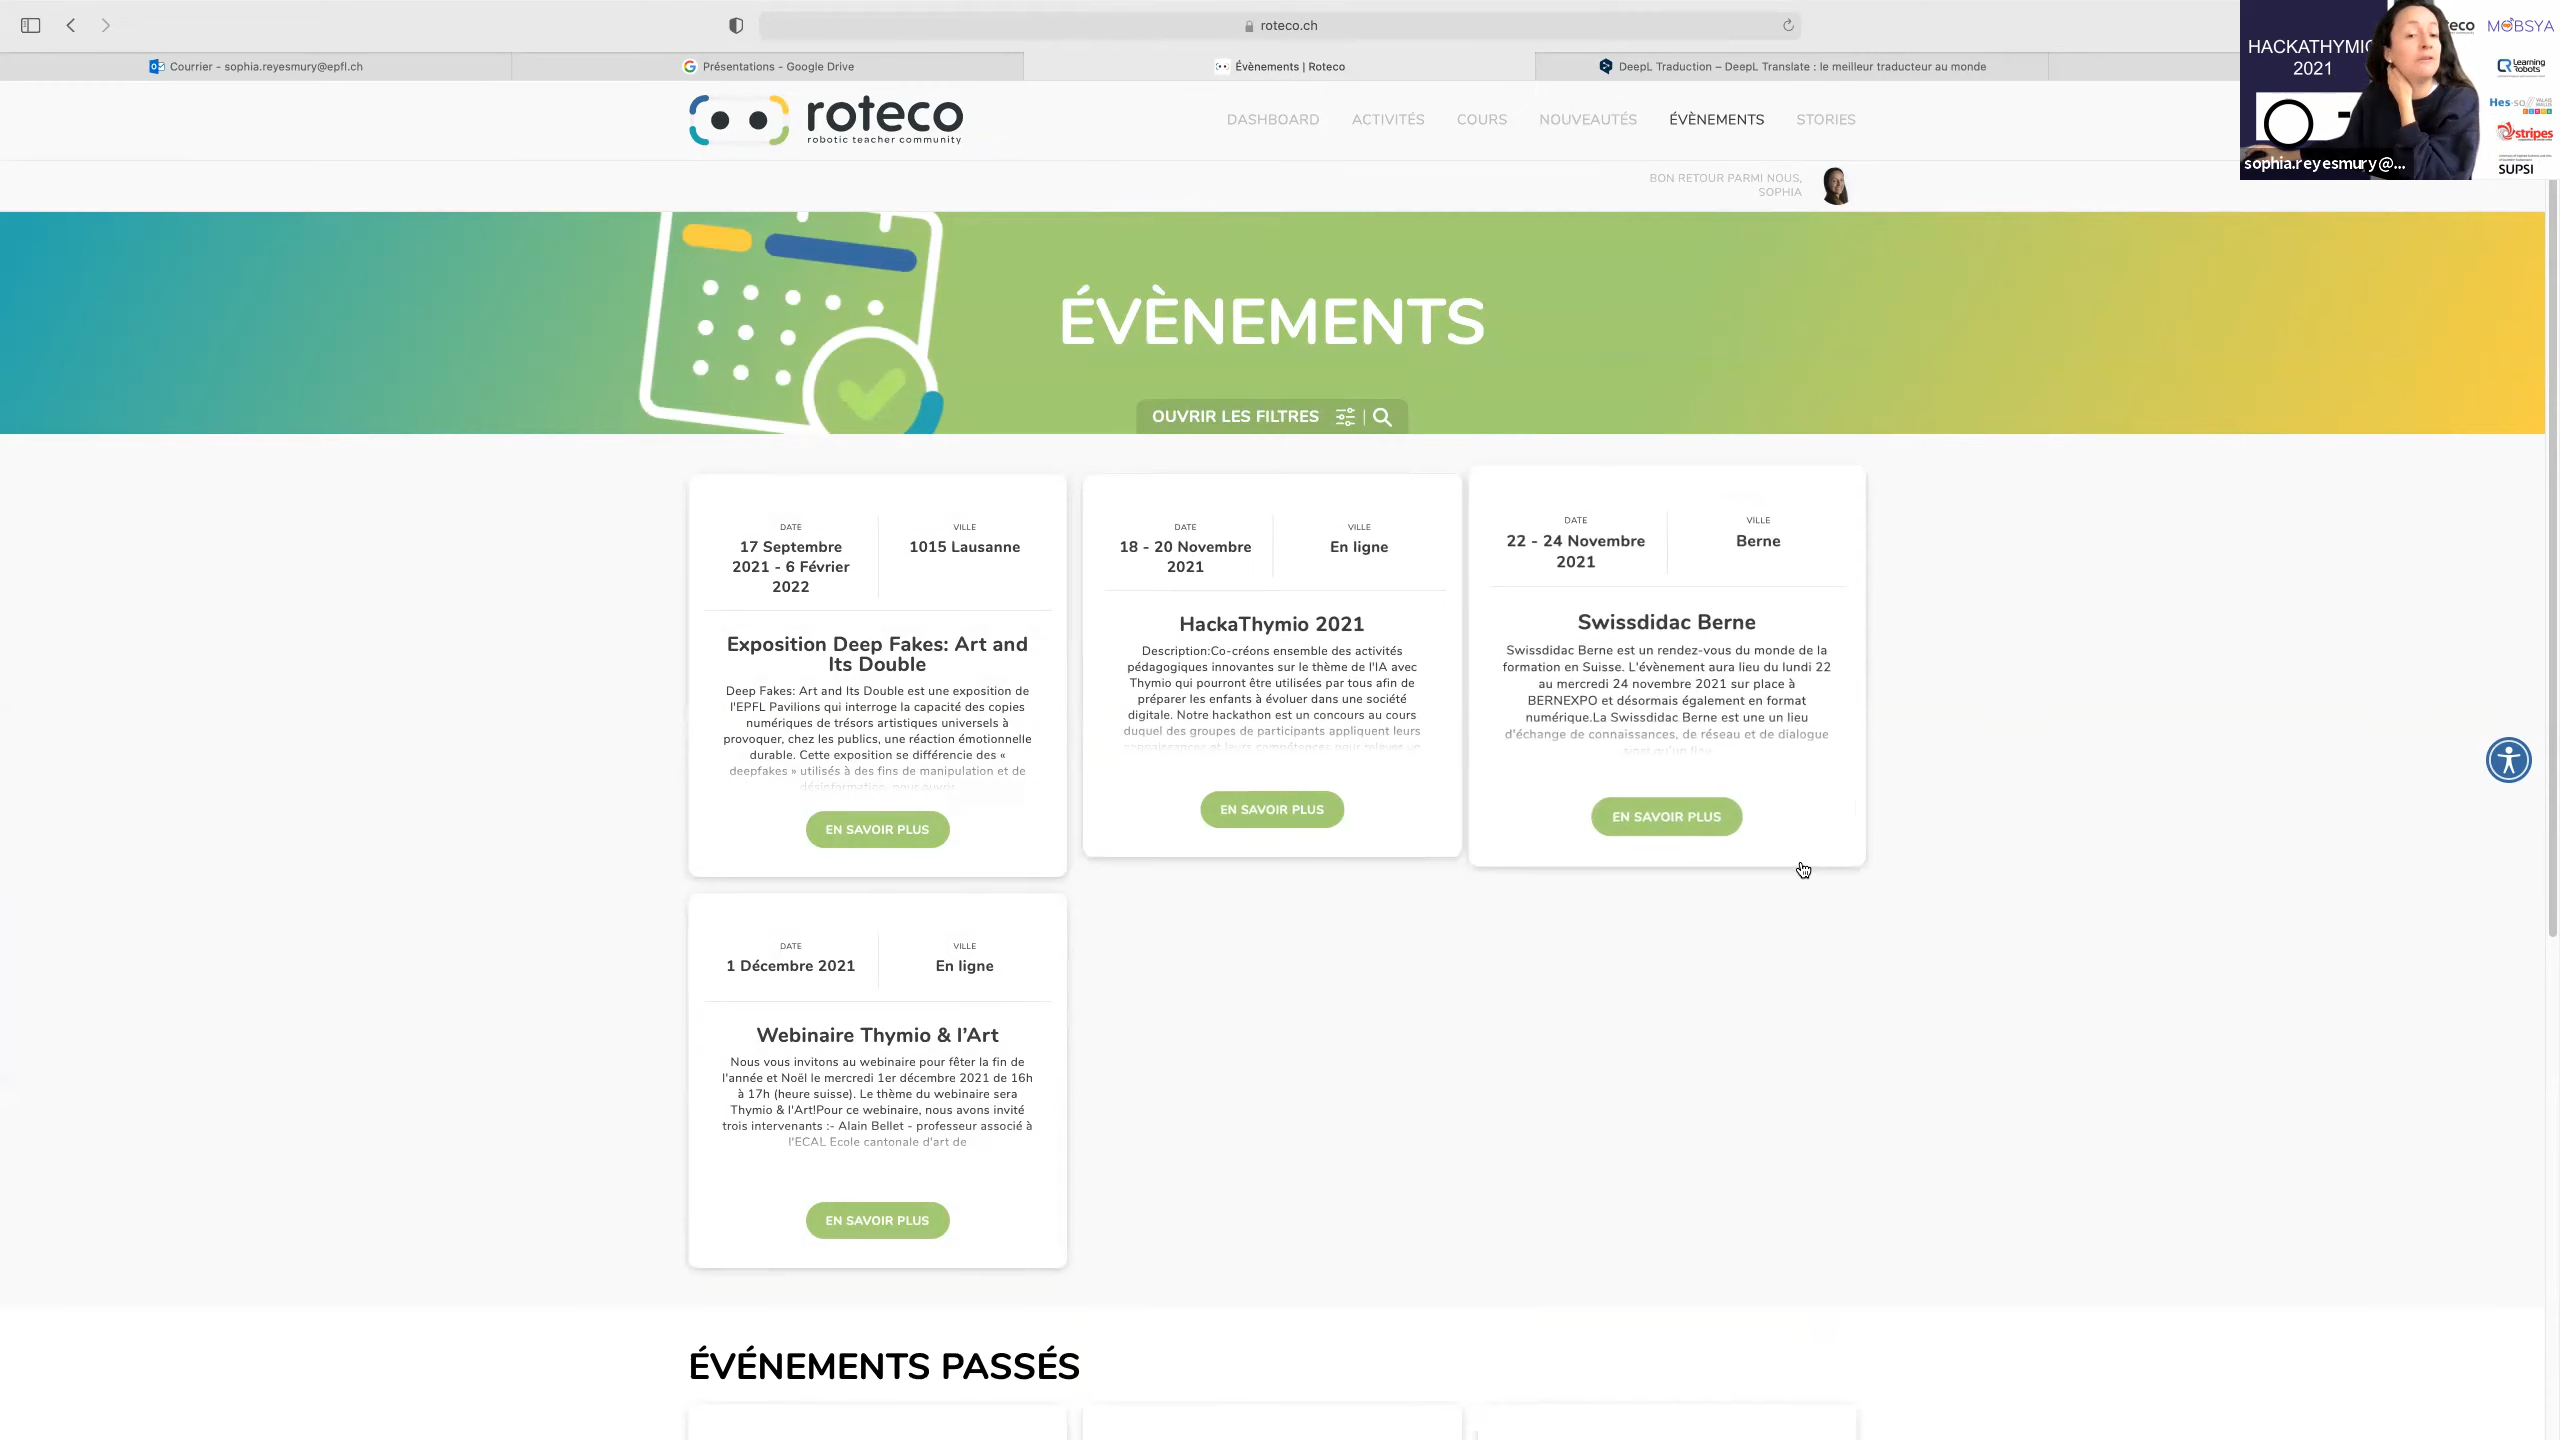 roteco.ch
Courrier - sophia.reyesmury@epfl.ch
Présentations - Google Drive
Évènements | Roteco
DeepL Traduction – DeepL Translate : le meilleur traducteur au monde
HACKATHYMIO
2021
eco
MOBSYA
Learning
Robots
Hes-so
stripes
SUPSI
sophia.reyesmury@...
roteco
robotic teacher community
DASHBOARD
ACTIVITÉS
COURS
NOUVEAUTÉS
ÉVÈNEMENTS
STORIES
BON RETOUR PARMI NOUS,
SOPHIA
ÉVÈNEMENTS
OUVRIR LES FILTRES
DATE
17 Septembre
2021 - 6 Février
2022
VILLE
1015 Lausanne
Exposition Deep Fakes: Art and
Its Double
Deep Fakes: Art and Its Double est une exposition de
l'EPFL Pavilions qui interroge la capacité des copies
numériques de trésors artistiques universels à
provoquer, chez les publics, une réaction émotionnelle
durable. Cette exposition se différencie des «
deepfakes » utilisés à des fins de manipulation et de
désinformation, pour ouvrir
EN SAVOIR PLUS
DATE
18 - 20 Novembre
2021
VILLE
En ligne
HackaThymio 2021
Description:Co-créons ensemble des activités
pédagogiques innovantes sur le thème de l'IA avec
Thymio qui pourront être utilisées par tous afin de
préparer les enfants à évoluer dans une société
digitale. Notre hackathon est un concours au cours
duquel des groupes de participants appliquent leurs
connaissances et leurs compétences pour relever un
EN SAVOIR PLUS
DATE
22 - 24 Novembre
2021
VILLE
Berne
Swissdidac Berne
Swissdidac Berne est un rendez-vous du monde de la
formation en Suisse. L'évènement aura lieu du lundi 22
au mercredi 24 novembre 2021 sur place à
BERNEXPO et désormais également en format
numérique.La Swissdidac Berne est une un lieu
d'échange de connaissances, de réseau et de dialogue
ainsi qu'un lieu
EN SAVOIR PLUS
DATE
1 Décembre 2021
VILLE
En ligne
Webinaire Thymio & l'Art
Nous vous invitons au webinaire pour fêter la fin de
l'année et Noël le mercredi 1er décembre 2021 de 16h
à 17h (heure suisse). Le thème du webinaire sera
Thymio & l'Art!Pour ce webinaire, nous avons invité
trois intervenants :- Alain Bellet - professeur associé à
l'ECAL Ecole cantonale d'art de
EN SAVOIR PLUS
ÉVÉNEMENTS PASSÉS